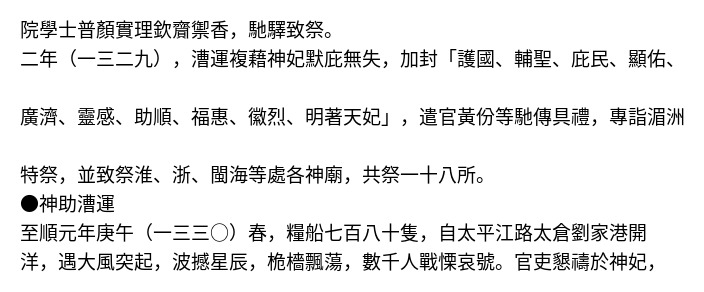 院學士普顏實理欽齎禦香，馳驛致祭。
二年（一三二九），漕運複藉神妃默庇無失，加封「護國、輔聖、庇民、顯佑、
廣濟、靈感、助順、福惠、徽烈、明著天妃」，遣官黃份等馳傳具禮，專詣湄洲
特祭，並致祭淮、浙、閩海等處各神廟，共祭一十八所。
●神助漕運
至順元年庚午（一三三〇）春，糧船七百八十隻，自太平江路太倉劉家港開
洋，遇大風突起，波撼星辰，桅檣飄蕩，數千人戰慄哀號。官吏懇禱於神妃，